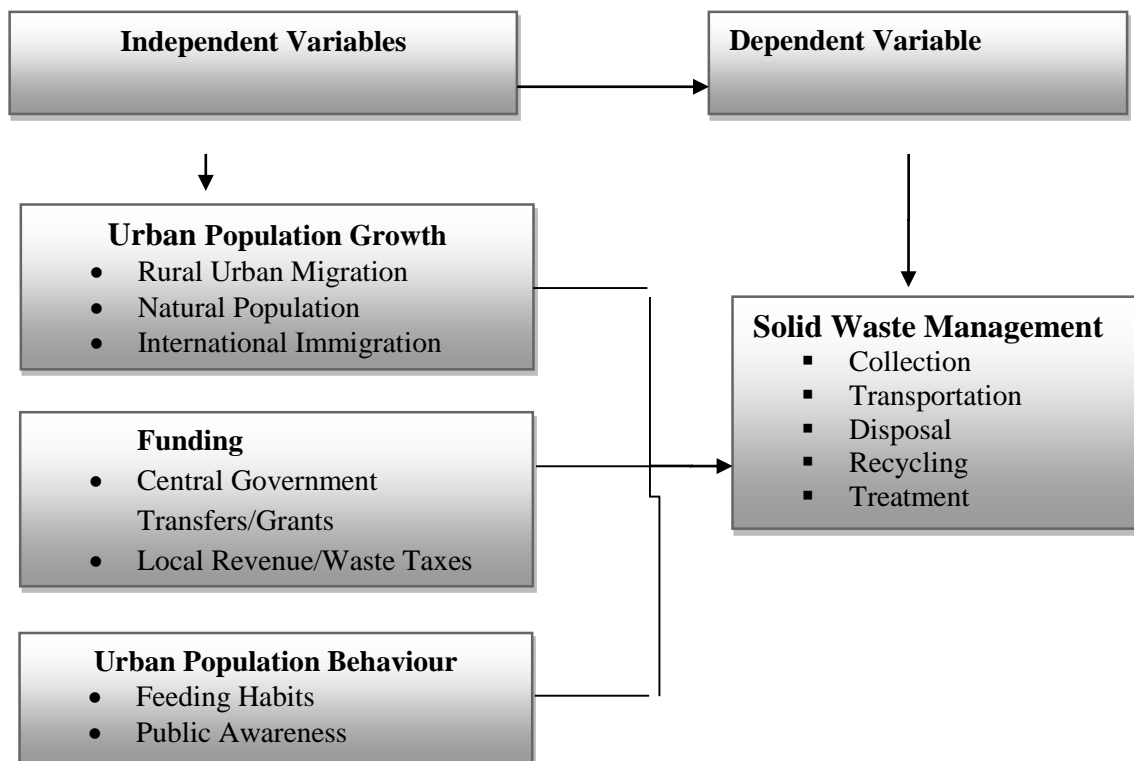 Independent Variables
Dependent Variable
Urban Population Growth
• Rural Urban Migration
• Natural Population
• International Immigration
Funding
• Central Government
Transfers/Grants
• Local Revenue/Waste Taxes
Urban Population Behaviour
• Feeding Habits
• Public Awareness
Solid Waste Management
▪ Collection
▪ Transportation
▪ Disposal
▪ Recycling
▪ Treatment